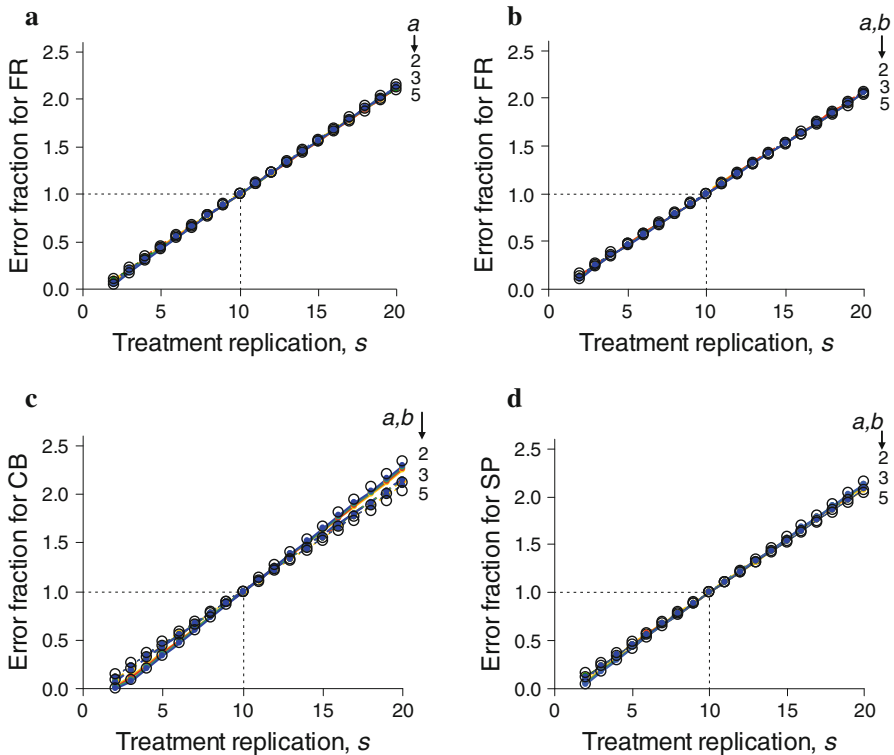 a
a
2.5
2
3
5
2.0
1.5
1.0
0.5
0.0
Error fraction for FR
0 5 10 15 20
Treatment replication, s
b
a,b
2.5
2
3
5
2.0
1.5
1.0
0.5
0.0
Error fraction for FR
0 5 10 15 20
Treatment replication, s
c
a,b
2.5
2
3
5
2.0
1.5
1.0
0.5
0.0
Error fraction for CB
0 5 10 15 20
Treatment replication, s
d
a,b
2.5
2
3
5
2.0
1.5
1.0
0.5
0.0
Error fraction for SP
0 5 10 15 20
Treatment replication, s